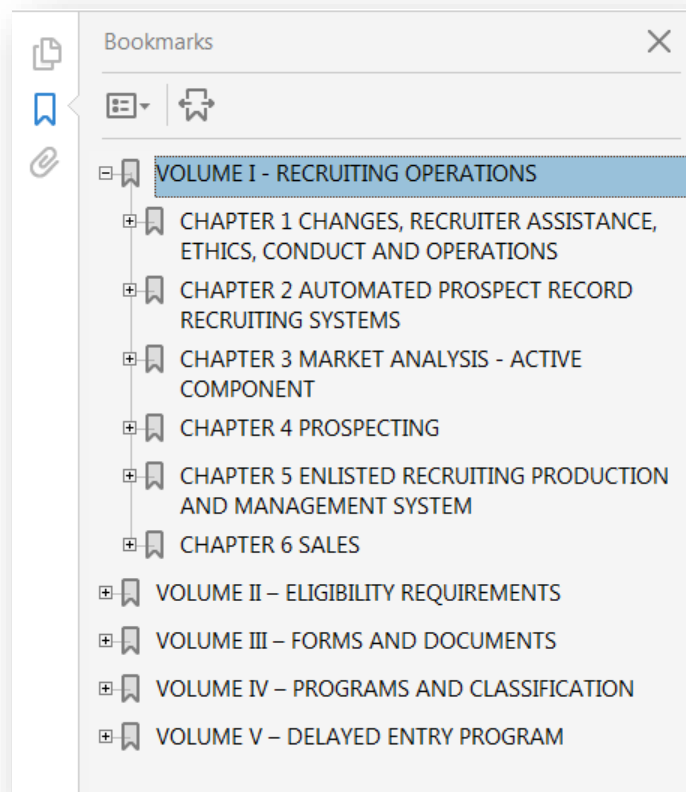 Bookmarks
VOLUME I - RECRUITING OPERATIONS
CHAPTER 1 CHANGES, RECRUITER ASSISTANCE,
ETHICS, CONDUCT AND OPERATIONS
CHAPTER 2 AUTOMATED PROSPECT RECORD
RECRUITING SYSTEMS
CHAPTER 3 MARKET ANALYSIS - ACTIVE
COMPONENT
CHAPTER 4 PROSPECTING
CHAPTER 5 ENLISTED RECRUITING PRODUCTION
AND MANAGEMENT SYSTEM
CHAPTER 6 SALES
VOLUME II – ELIGIBILITY REQUIREMENTS
VOLUME III – FORMS AND DOCUMENTS
VOLUME IV – PROGRAMS AND CLASSIFICATION
VOLUME V – DELAYED ENTRY PROGRAM